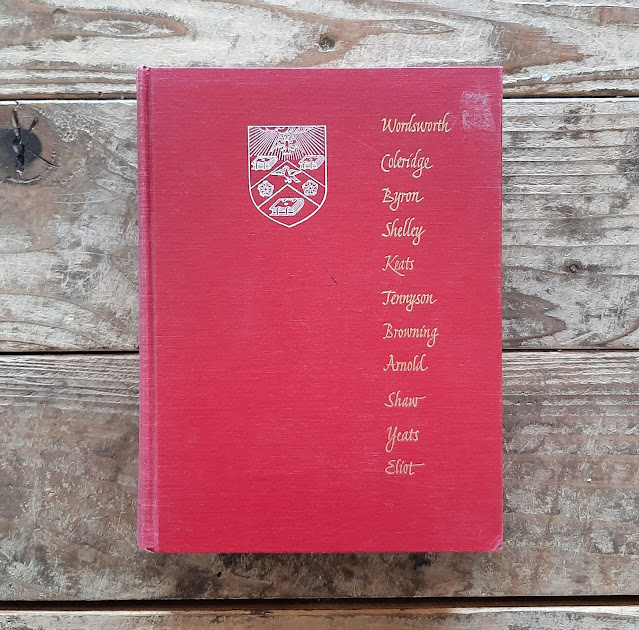 Wordsworth
Coleridge
Byron
Shelley
Keats
Tennyson
Browning
Arnold
Shaw
Yeats
Eliot